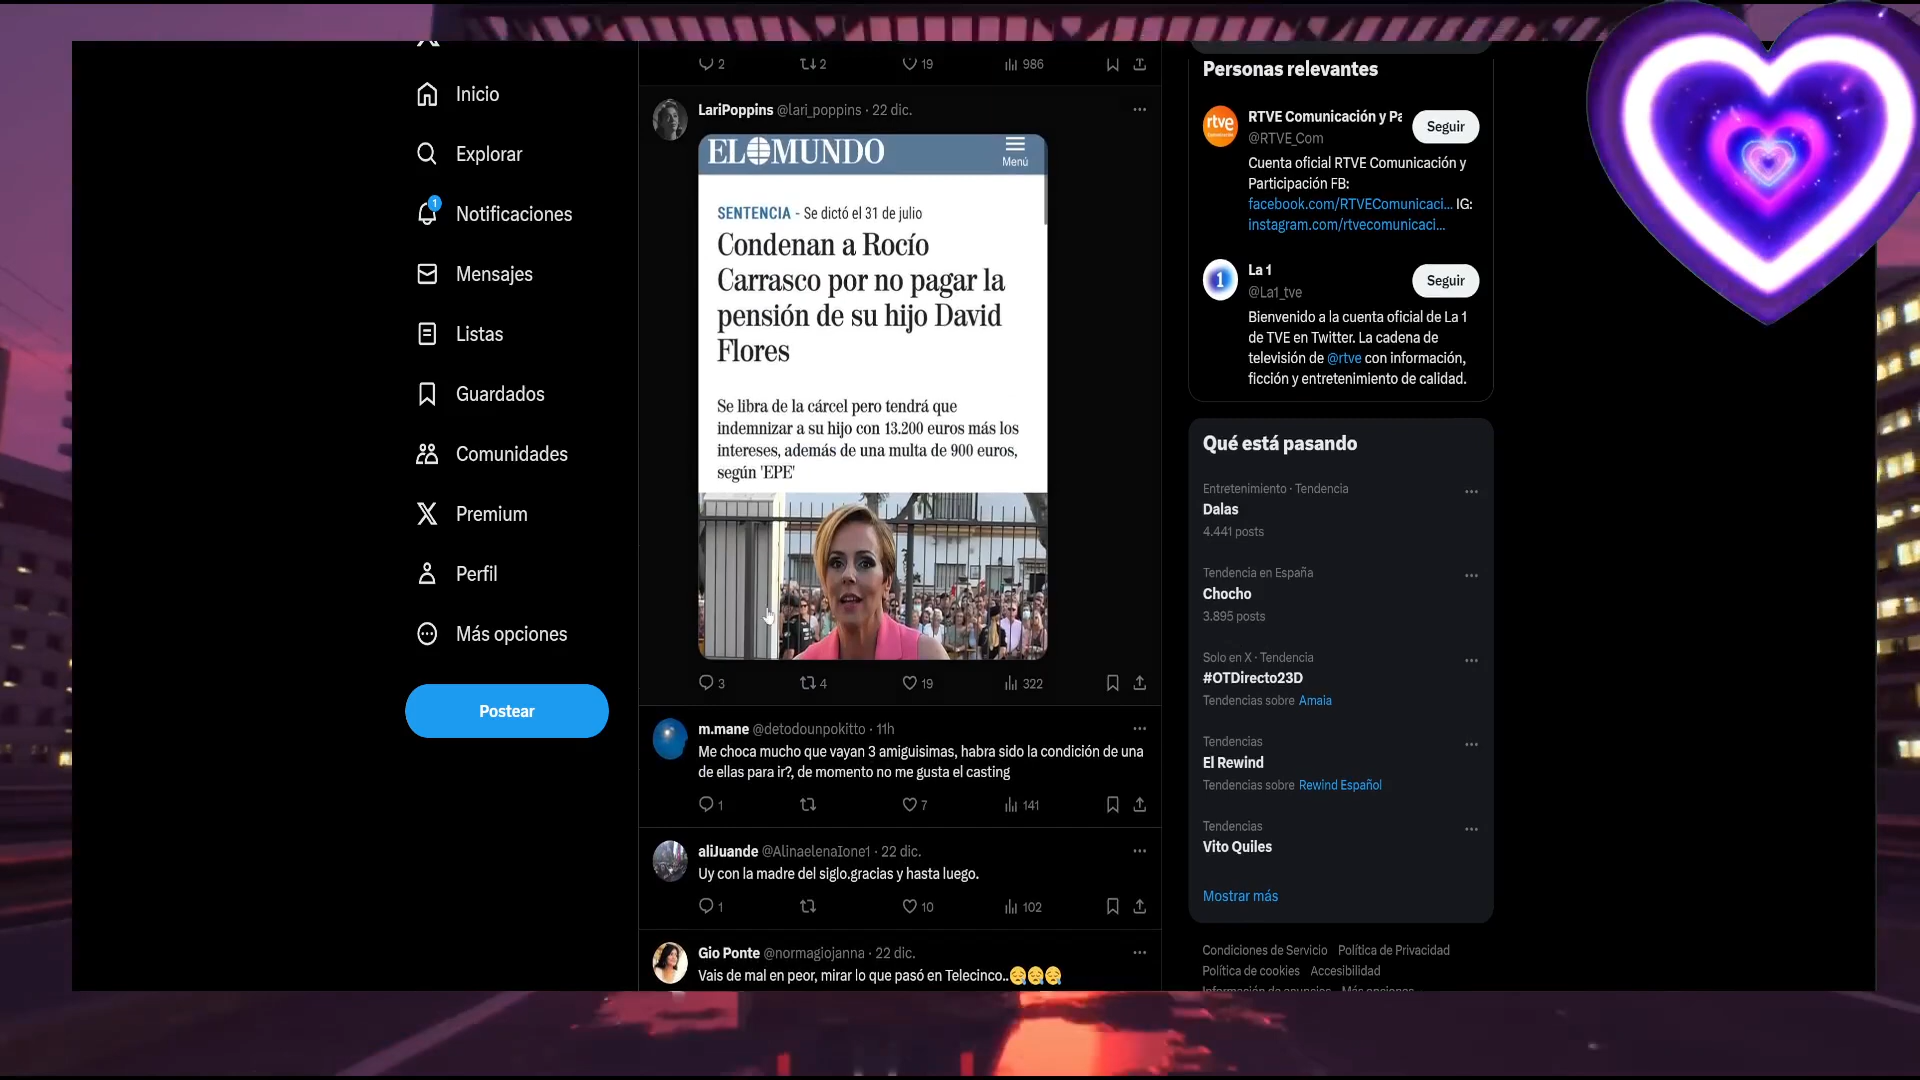 Inicio
Explorar
1
Notificaciones
Mensajes
Listas
Guardados
Comunidades
Premium
Perfil
Más opciones
Postear
2
2
19
986
LariPoppins @lari_poppins · 22 dic.
EL MUNDO
Menú
SENTENCIA - Se dictó el 31 de julio
Condenan a Rocío
Carrasco por no pagar la
pensión de su hijo David
Flores
Se libra de la cárcel pero tendrá que
indemnizar a su hijo con 13.200 euros más los
intereses, además de una multa de 900 euros,
según 'EPE'
3
4
19
322
m.mane @detodounpokitto · 11h
Me choca mucho que vayan 3 amiguisimas, habra sido la condición de una
de ellas para ir?, de momento no me gusta el casting
1
7
141
aliJuande @AlinaelenaIone1 · 22 dic.
Uy con la madre del siglo.gracias y hasta luego.
1
10
102
Gio Ponte @normagiojanna · 22 dic.
Vais de mal en peor, mirar lo que pasó en Telecinco..😪😪😪
Personas relevantes
rtve
RTVE Comunicación y Pa
@RTVE_Com
Seguir
Cuenta oficial RTVE Comunicación y
Participación FB:
facebook.com/RTVEComunicaci... IG:
instagram.com/rtvecomunicaci...
1
La 1
@La1_tve
Seguir
Bienvenido a la cuenta oficial de La 1
de TVE en Twitter. La cadena de
televisión de @rtve con información,
ficción y entretenimiento de calidad.
Qué está pasando
Entretenimiento · Tendencia
Dalas
4.441 posts
Tendencia en España
Chocho
3.895 posts
Solo en X · Tendencia
#OTDirecto23D
Tendencias sobre Amaia
Tendencias
El Rewind
Tendencias sobre Rewind Español
Tendencias
Vito Quiles
Mostrar más
Condiciones de Servicio Política de Privacidad
Política de cookies Accesibilidad
Información de anuncios Más opciones